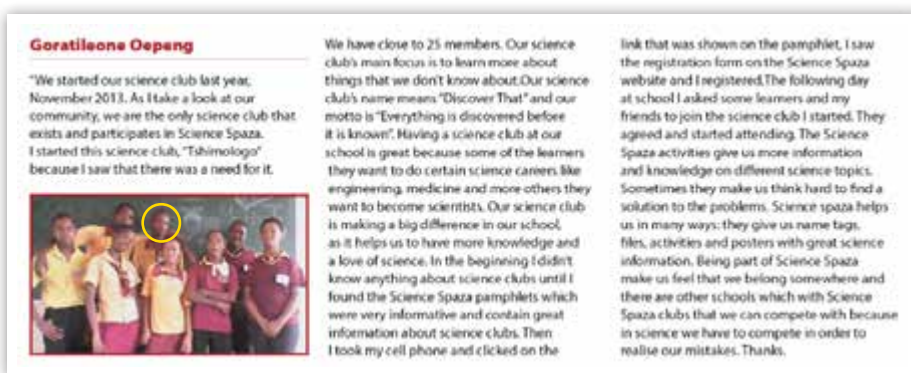 Goratileone Oepeng
"We started our science club last year,
November 2013. As I take a look at our
community, we are the only science club that
exists and participates in Science Spaza.
I started this science club, "Tshimologo"
because I saw that there was a need for it.
We have close to 25 members. Our science
club's main focus is to learn more about
things that we don't know about.Our science
club's name means "Discover That" and our
motto is "Everything is discovered before
it is known". Having a science club at our
school is great because some of the learners
they want to do certain science careers like
engineering, medicine and more others they
want to become scientists. Our science club
is making a big difference in our school,
as it helps us to have more knowledge and
a love of science. In the beginning I didn't
know anything about science clubs until I
found the Science Spaza pamphlets which
were very informative and contain great
information about science clubs. Then
I took my cell phone and clicked on the
link that was shown on the pamphlet, I saw
the registration form on the Science Spaza
website and I registered.The following day
at school I asked some learners and my
friends to join the science club I started. They
agreed and started attending. The Science
Spaza activities give us more information
and knowledge on different science topics.
Sometimes they make us think hard to find a
solution to the problems. Science spaza helps
us in many ways: they give us name tags,
files, activities and posters with great science
information. Being part of Science Spaza
make us feel that we belong somewhere and
there are other schools which with Science
Spaza clubs that we can compete with because
in science we have to compete in order to
realise our mistakes. Thanks.